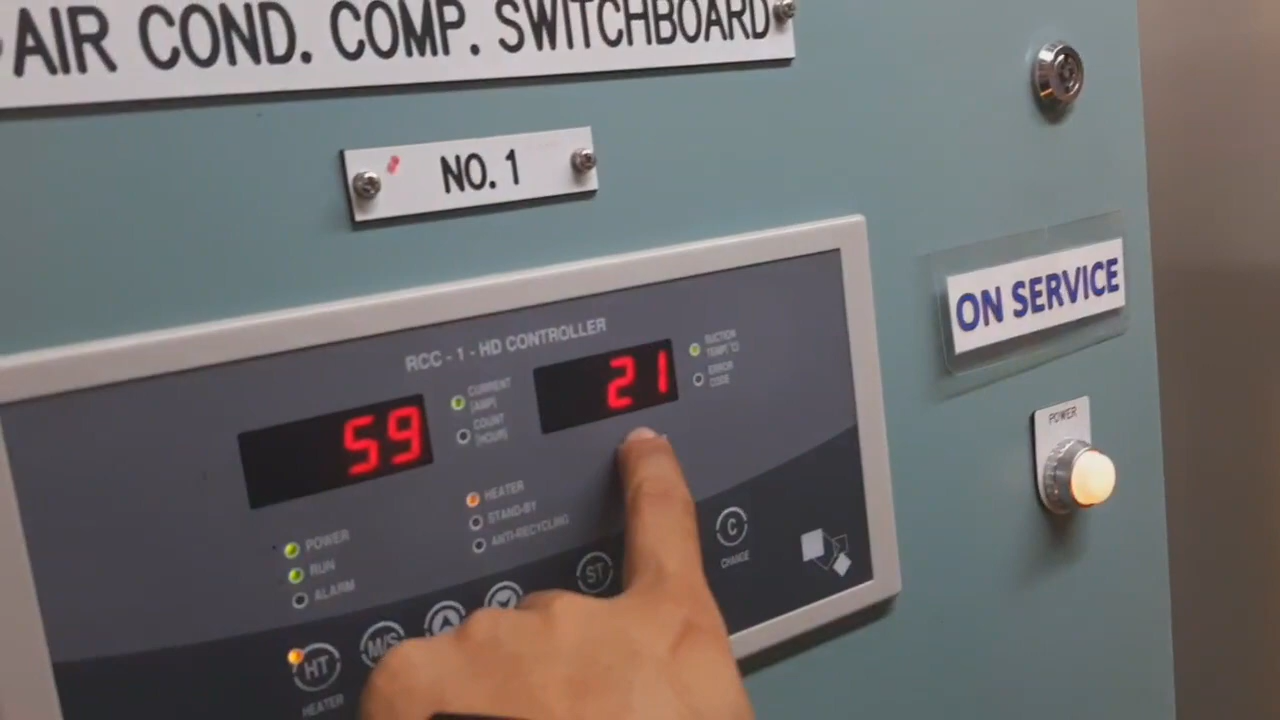 AIR COND. COMP. SWITCHBOARD
NO. 1
ON SERVICE
POWER
RCC - 1 - HD CONTROLLER
59
CURRENT
(AMP)
COUNT
(HOUR)
21
SUCTION
TEMP.°C
ERROR
CODE
HEATER
STAND-BY
ANTI-RECYCLING
POWER
RUN
ALARM
HT
HEATER
M/S
ST
C
CHANGE